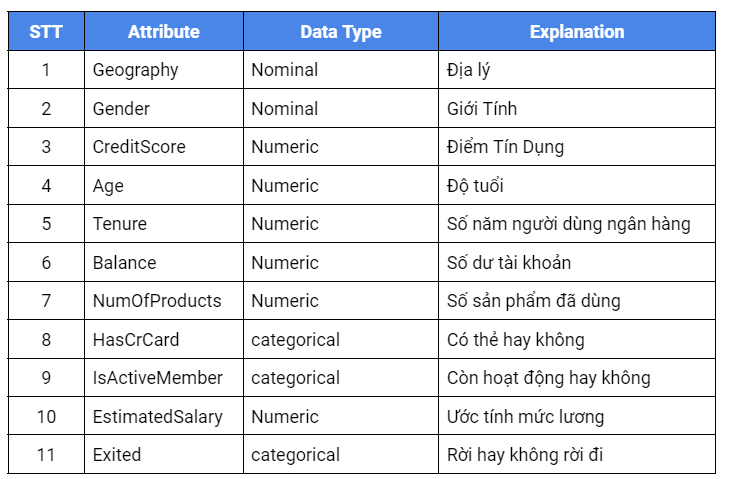 STT Attribute Data Type Explanation
1 Geography Nominal Địa lý
2 Gender Nominal Giới Tính
3 CreditScore Numeric Điểm Tín Dụng
4 Age Numeric Độ tuổi
5 Tenure Numeric Số năm người dùng ngân hàng
6 Balance Numeric Số dư tài khoản
7 NumOfProducts Numeric Số sản phẩm đã dùng
8 HasCrCard categorical Có thẻ hay không
9 IsActiveMember categorical Còn hoạt động hay không
10 EstimatedSalary Numeric Ước tính mức lương
11 Exited categorical Rời hay không rời đi